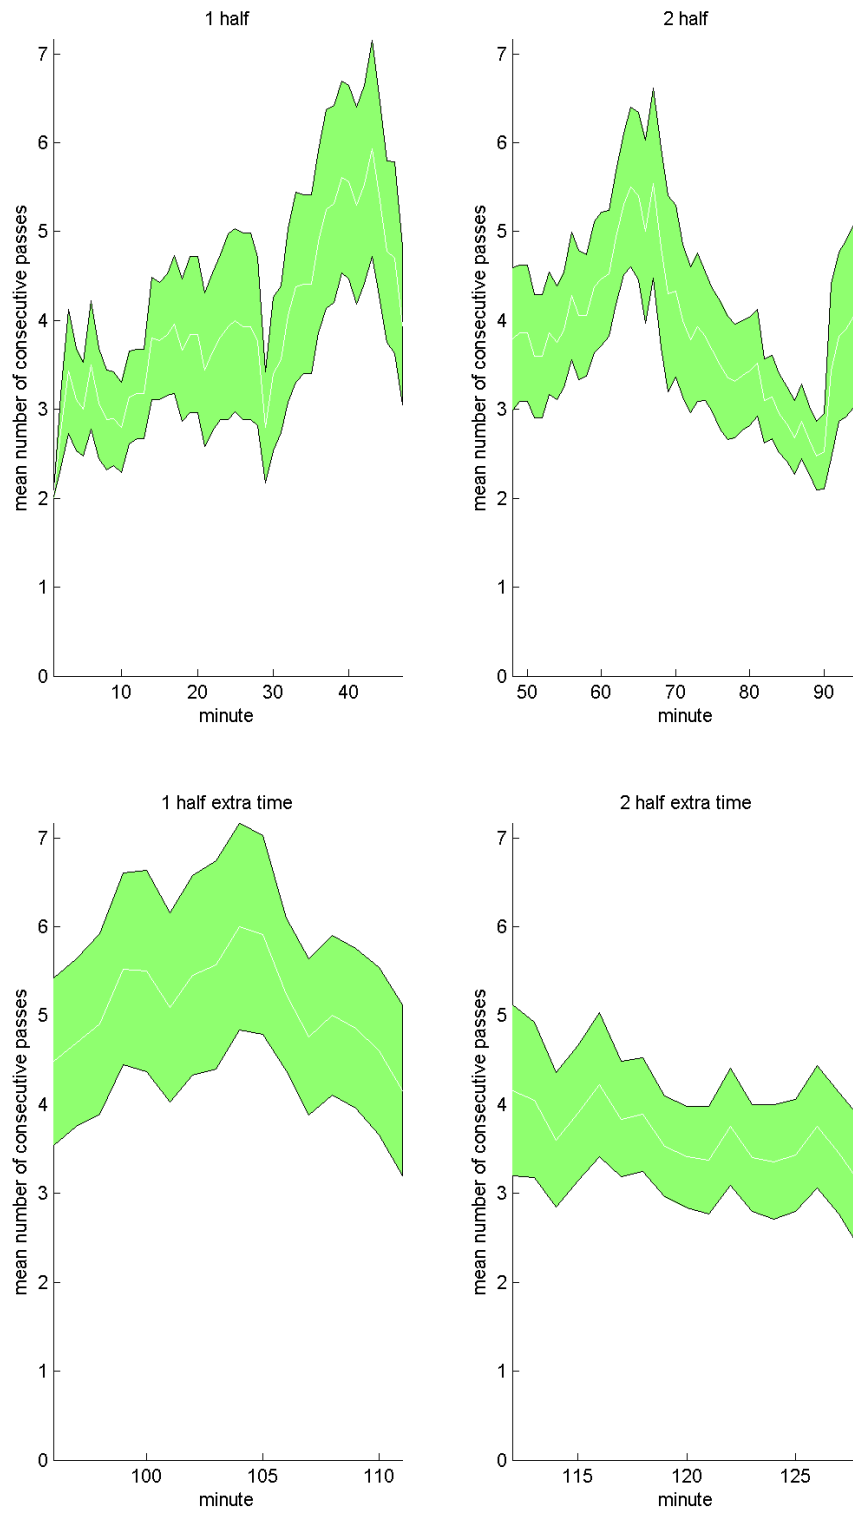 1 half
7
6
5
4
3
2
1
0
mean number of consecutive passes
10 20 30 40
minute
2 half
7
6
5
4
3
2
1
0
mean number of consecutive passes
50 60 70 80 90
minute
1 half extra time
7
6
5
4
3
2
1
0
mean number of consecutive passes
100 105 110
minute
2 half extra time
7
6
5
4
3
2
1
0
mean number of consecutive passes
115 120 125
minute